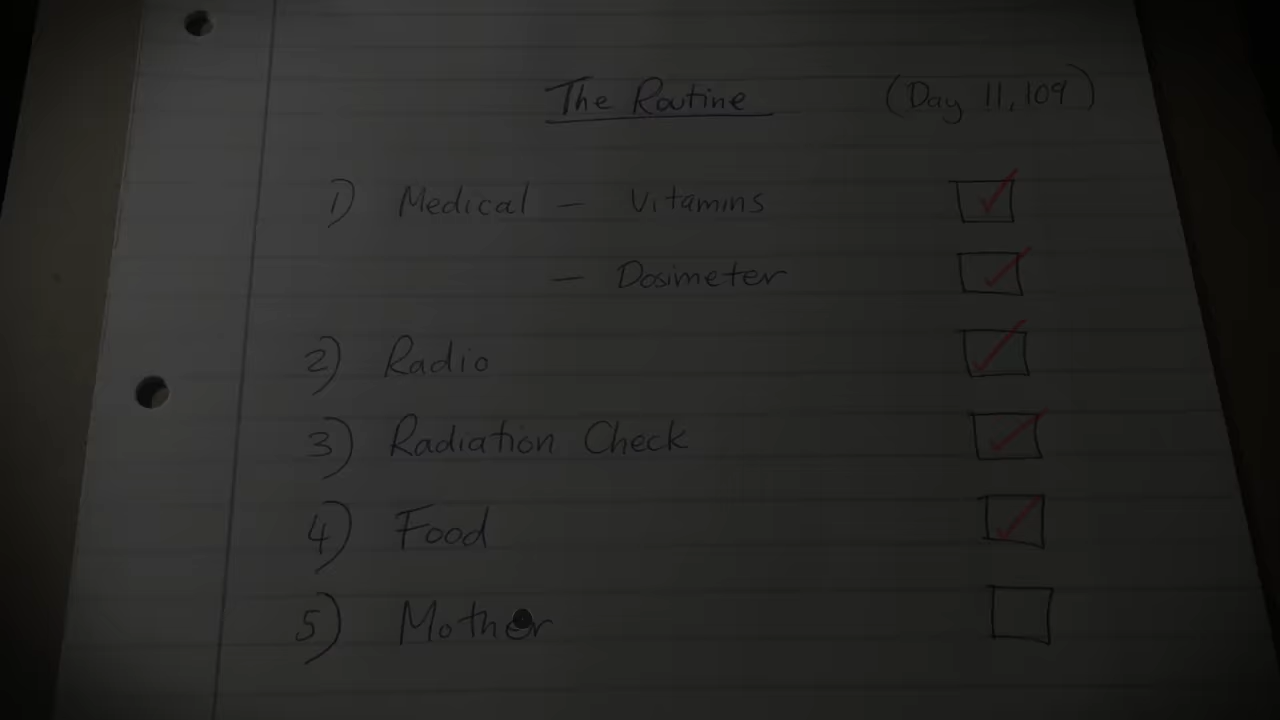 The Routine (Day 11,109)
1) Medical — Vitamins
— Dosimeter
2) Radio
3) Radiation Check
4) Food
5) Mother